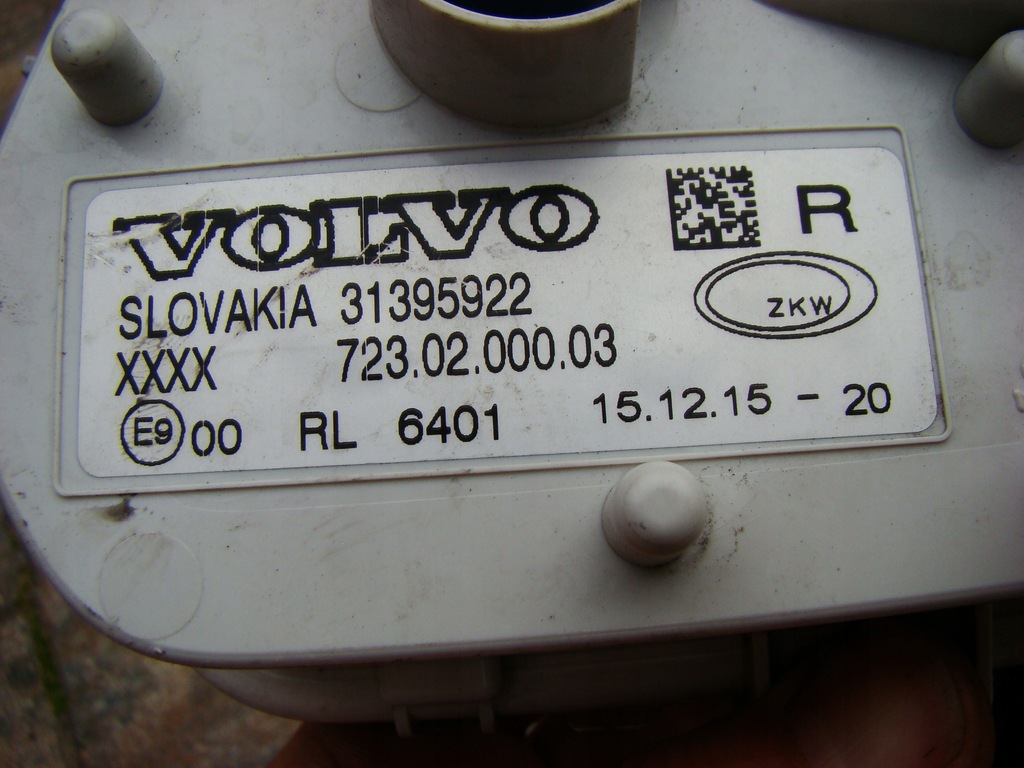 VOLVO
R
SLOVAKIA 31395922
ZKW
XXXX 723.02.000.03
E9 00 RL 6401 15.12.15 - 20